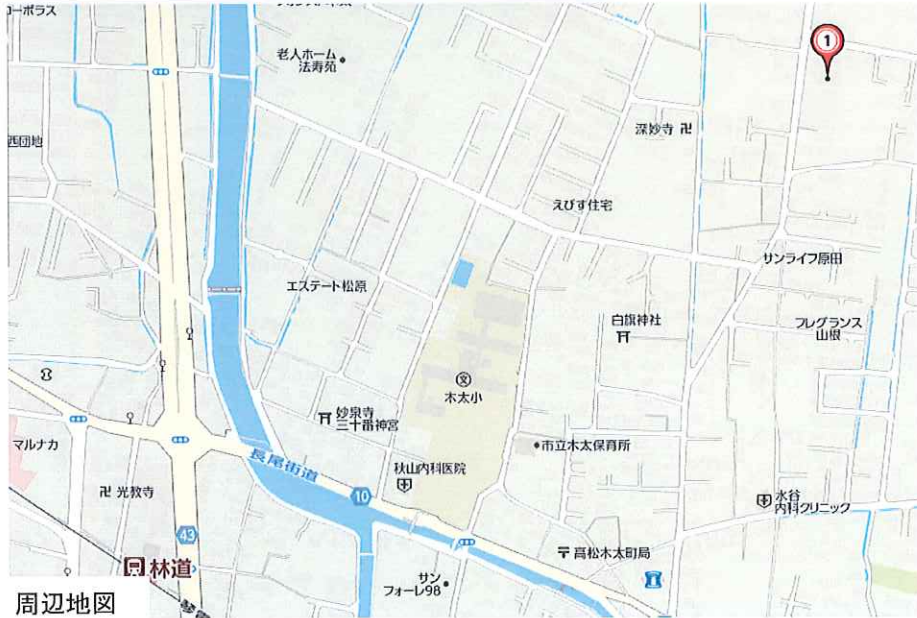 ローポラス
老人ホーム
法寿苑
1
西団地
深妙寺
えびす住宅
サンライフ原田
エステート松原
白旗神社
フレグランス
山根
文
木太小
妙泉寺
三十番神宮
マルナカ
長尾街道
市立木太保育所
秋山内科医院
光教寺
10
水谷
内科クリニック
43
高松木太町局
林道
サン
フォーレ98
周辺地図